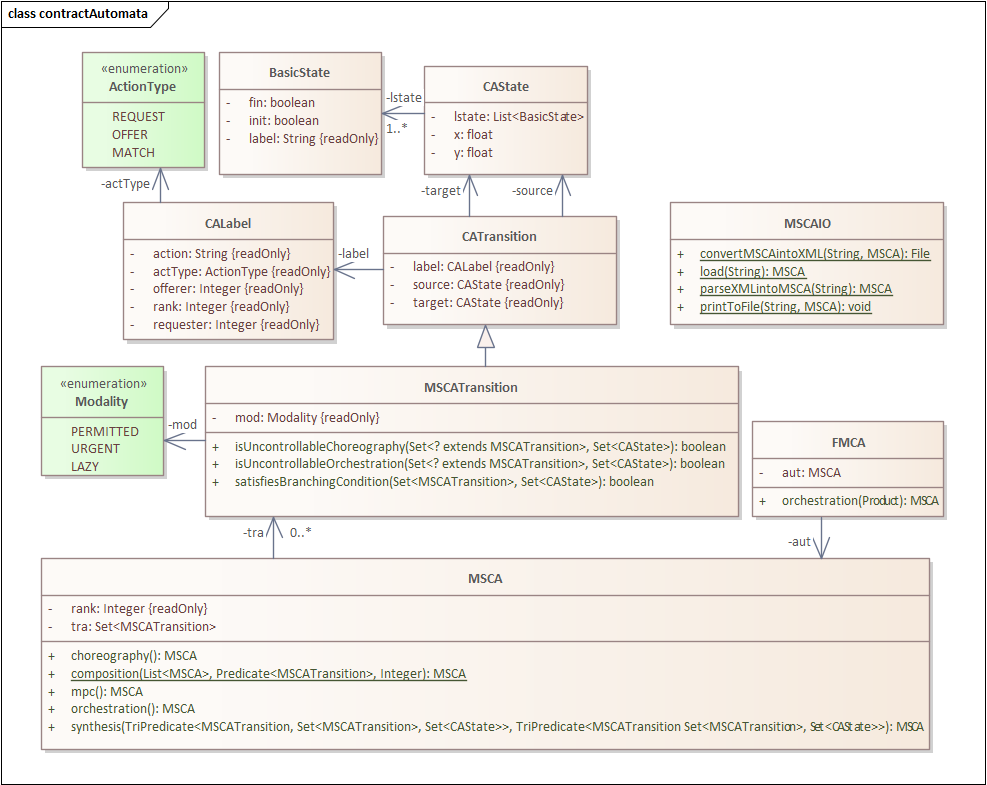 class contractAutomata
«enumeration»
ActionType
REQUEST
OFFER
MATCH
BasicState
- fin: boolean
- init: boolean
- label: String {readOnly}
-lstate
1..*
CAState
- lstate: List<BasicState>
- x: float
- y: float
-actType
-target
-source
CALabel
- action: String {readOnly}
- actType: ActionType {readOnly}
- offerer: Integer {readOnly}
- rank: Integer {readOnly}
- requester: Integer {readOnly}
-label
CATransition
- label: CALabel {readOnly}
- source: CAState {readOnly}
- target: CAState {readOnly}
MSCAIO
+ convertMSCAintoXML(String, MSCA): File
+ load(String): MSCA
+ parseXMLintoMSCA(String): MSCA
+ printToFile(String, MSCA): void
«enumeration»
Modality
PERMITTED
URGENT
LAZY
-mod
MSCATransition
- mod: Modality {readOnly}
+ isUncontrollableChoreography(Set<? extends MSCATransition>, Set<CAState>): boolean
+ isUncontrollableOrchestration(Set<? extends MSCATransition>, Set<CAState>): boolean
+ satisfiesBranchingCondition(Set<MSCATransition>, Set<CAState>): boolean
FMCA
- aut: MSCA
+ orchestration(Product): MSCA
-tra
0..*
-aut
MSCA
- rank: Integer {readOnly}
- tra: Set<MSCATransition>
+ choreography(): MSCA
+ composition(List<MSCA>, Predicate<MSCATransition>, Integer): MSCA
+ mpc(): MSCA
+ orchestration(): MSCA
+ synthesis(TriPredicate<MSCATransition, Set<MSCATransition>, Set<CAState>>, TriPredicate<MSCATransition Set<MSCATransition>, Set<CAState>>): MSCA